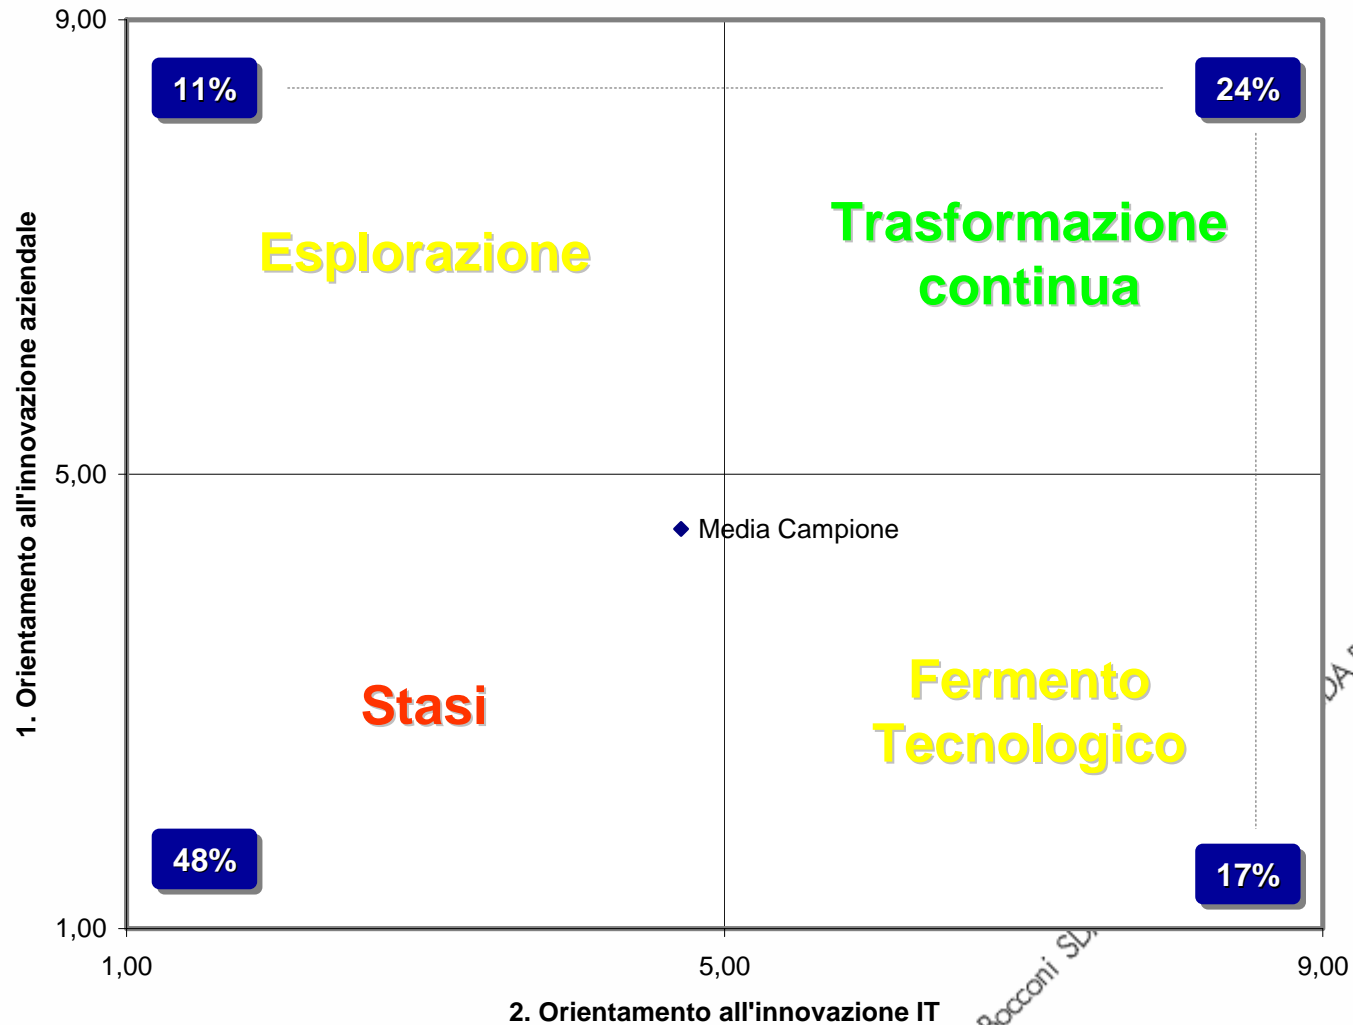 9,00
11%
24%
Trasformazione
continua
Esplorazione
1. Orientamento all'innovazione aziendale
5,00
Media Campione
Fermento
Tecnologico
Stasi
48%
17%
1,00
1,00
5,00
9,00
2. Orientamento all'innovazione IT
Bocconi